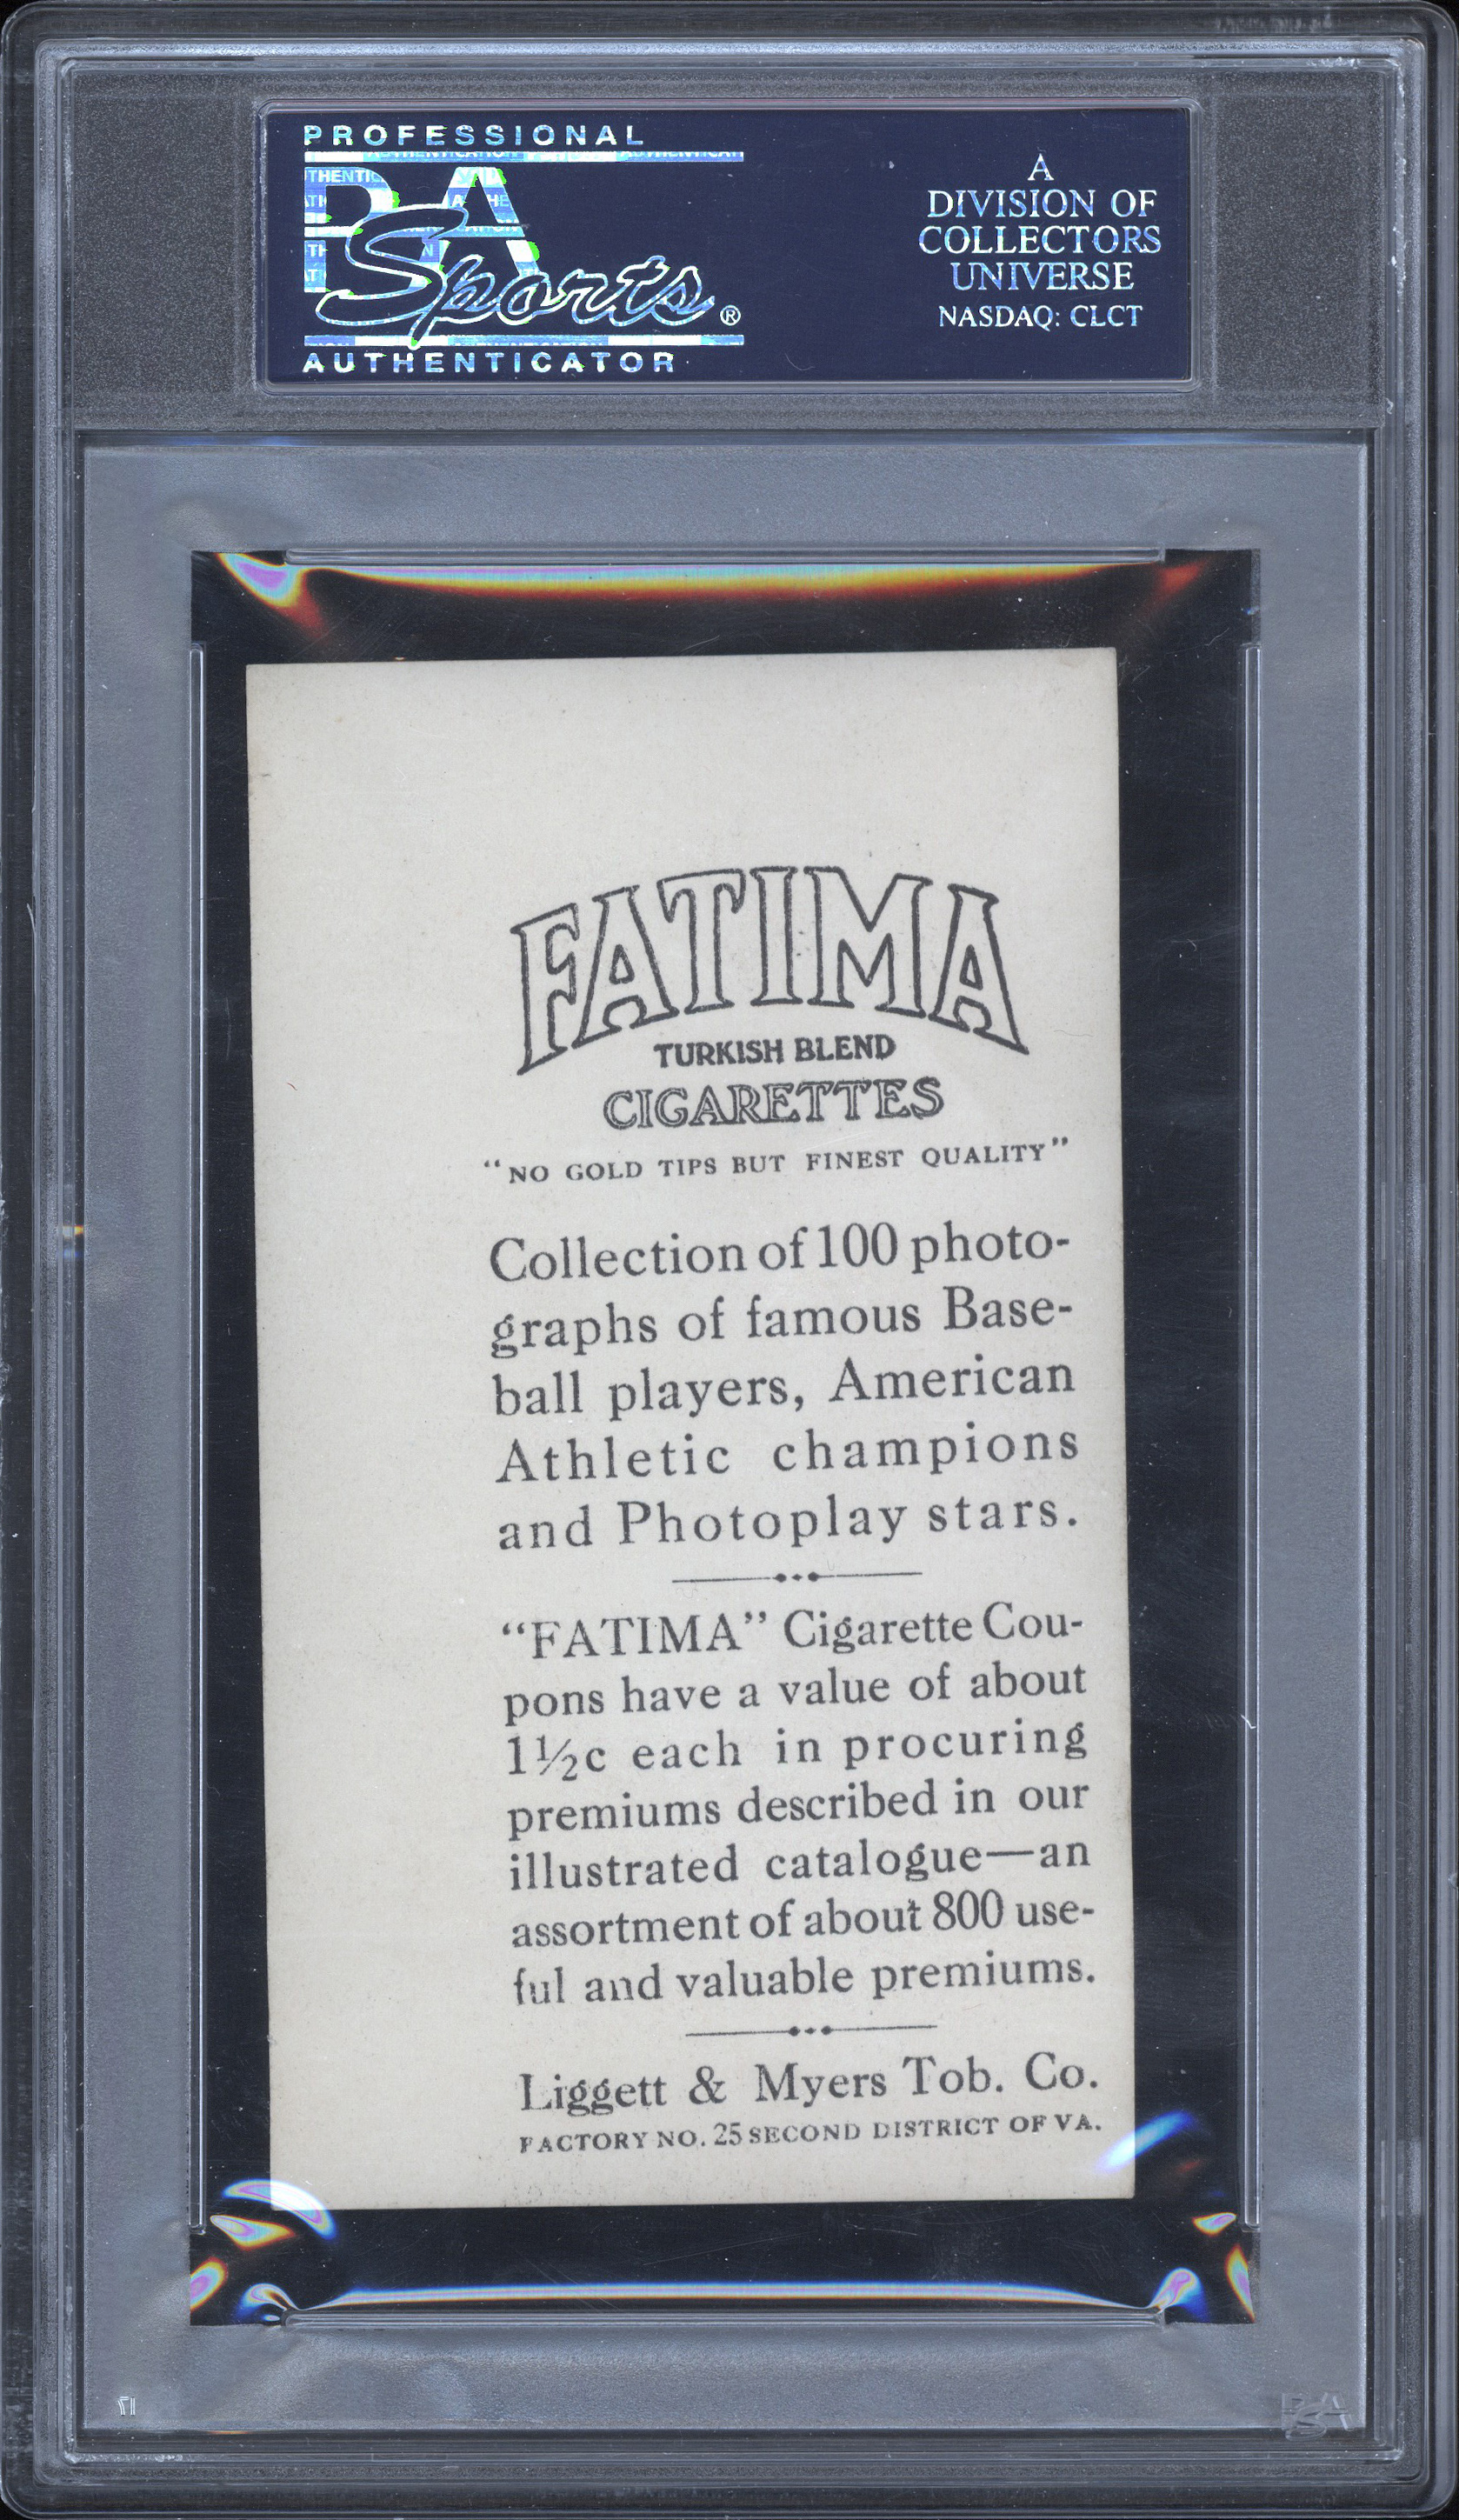 PROFESSIONAL
PSA
Sports®
AUTHENTICATOR
A
DIVISION OF
COLLECTORS
UNIVERSE
NASDAQ: CLCT
FATIMA
TURKISH BLEND
CIGARETTES
“NO GOLD TIPS BUT FINEST QUALITY”
Collection of 100 photo-
graphs of famous Base-
ball players, American
Athletic champions
and Photoplay stars.
“FATIMA” Cigarette Cou-
pons have a value of about
1½c each in procuring
premiums described in our
illustrated catalogue—an
assortment of about 800 use-
ful and valuable premiums.
Liggett & Myers Tob. Co.
FACTORY NO. 25 SECOND DISTRICT OF VA.
PSA